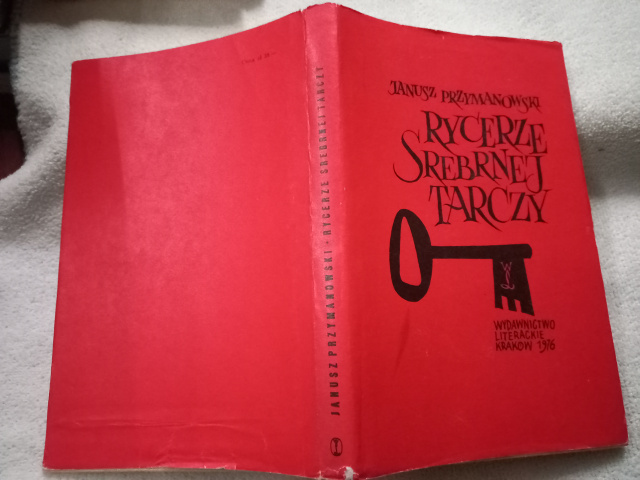 JANUSZ PRZYMANOWSKI
RYCERZE
SREBRNEJ
TARCZY
WYDAWNICTWO
LITERACKIE
KRAKÓW 1976
JANUSZ PRZYMANOWSKI · RYCERZE SREBRNEJ TARCZY